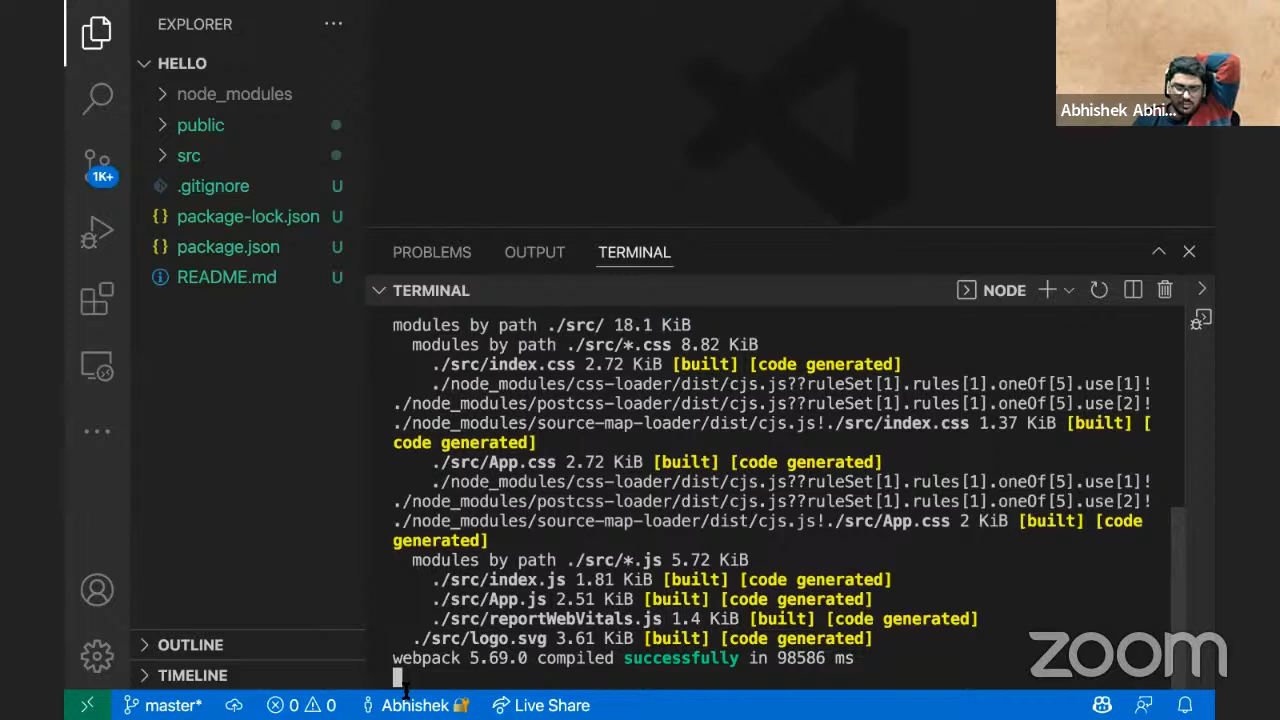 EXPLORER
HELLO
node_modules
public
src
.gitignore U
package-lock.json U
package.json U
README.md U
OUTLINE
TIMELINE
1K+
Abhishek Abhi...
PROBLEMS OUTPUT TERMINAL
TERMINAL NODE
modules by path ./src/ 18.1 KiB
modules by path ./src/*.css 8.82 KiB
./src/index.css 2.72 KiB [built] [code generated]
./node_modules/css-loader/dist/cjs.js??ruleSet[1].rules[1].oneOf[5].use[1]!
./node_modules/postcss-loader/dist/cjs.js??ruleSet[1].rules[1].oneOf[5].use[2]!
./node_modules/source-map-loader/dist/cjs.js!./src/index.css 1.37 KiB [built] [
code generated]
./src/App.css 2.72 KiB [built] [code generated]
./node_modules/css-loader/dist/cjs.js??ruleSet[1].rules[1].oneOf[5].use[1]!
./node_modules/postcss-loader/dist/cjs.js??ruleSet[1].rules[1].oneOf[5].use[2]!
./node_modules/source-map-loader/dist/cjs.js!./src/App.css 2 KiB [built] [code
generated]
modules by path ./src/*.js 5.72 KiB
./src/index.js 1.81 KiB [built] [code generated]
./src/App.js 2.51 KiB [built] [code generated]
./src/reportWebVitals.js 1.4 KiB [built] [code generated]
./src/logo.svg 3.61 KiB [built] [code generated]
webpack 5.69.0 compiled successfully in 98586 ms
zoom
master* 0 0 Abhishek Live Share